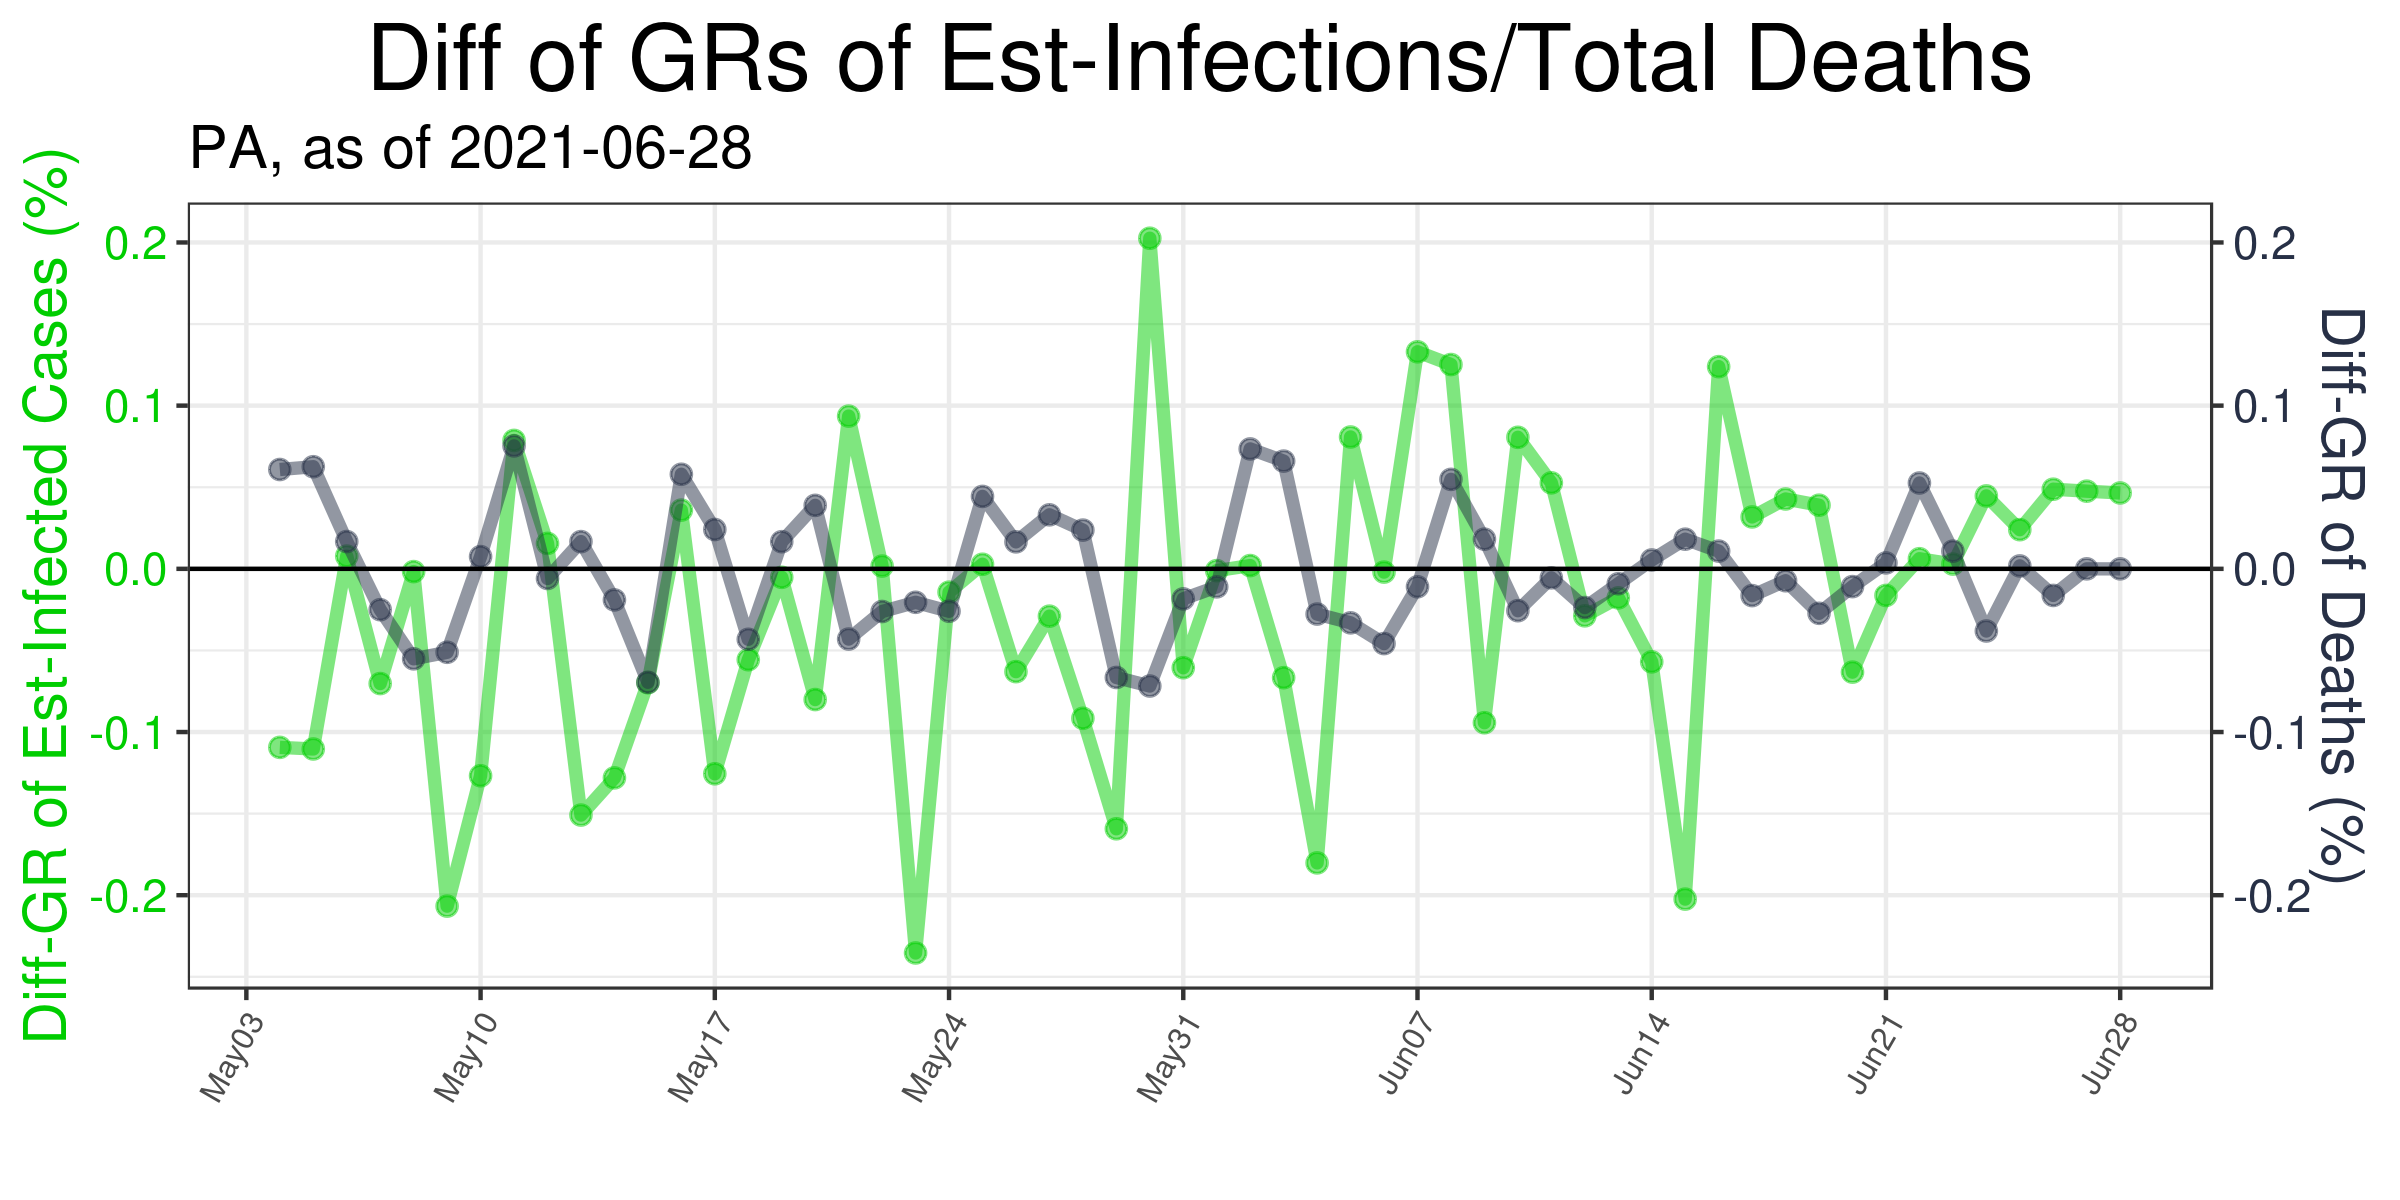 Diff of GRs of Est-Infections/Total Deaths
PA, as of 2021-06-28
Diff-GR of Est-Infected Cases (%)
0.2
0.1
0.0
-0.1
-0.2
0.2
0.1
0.0
-0.1
-0.2
Diff-GR of Deaths (%)
May03
May10
May17
May24
May31
Jun07
Jun14
Jun21
Jun28